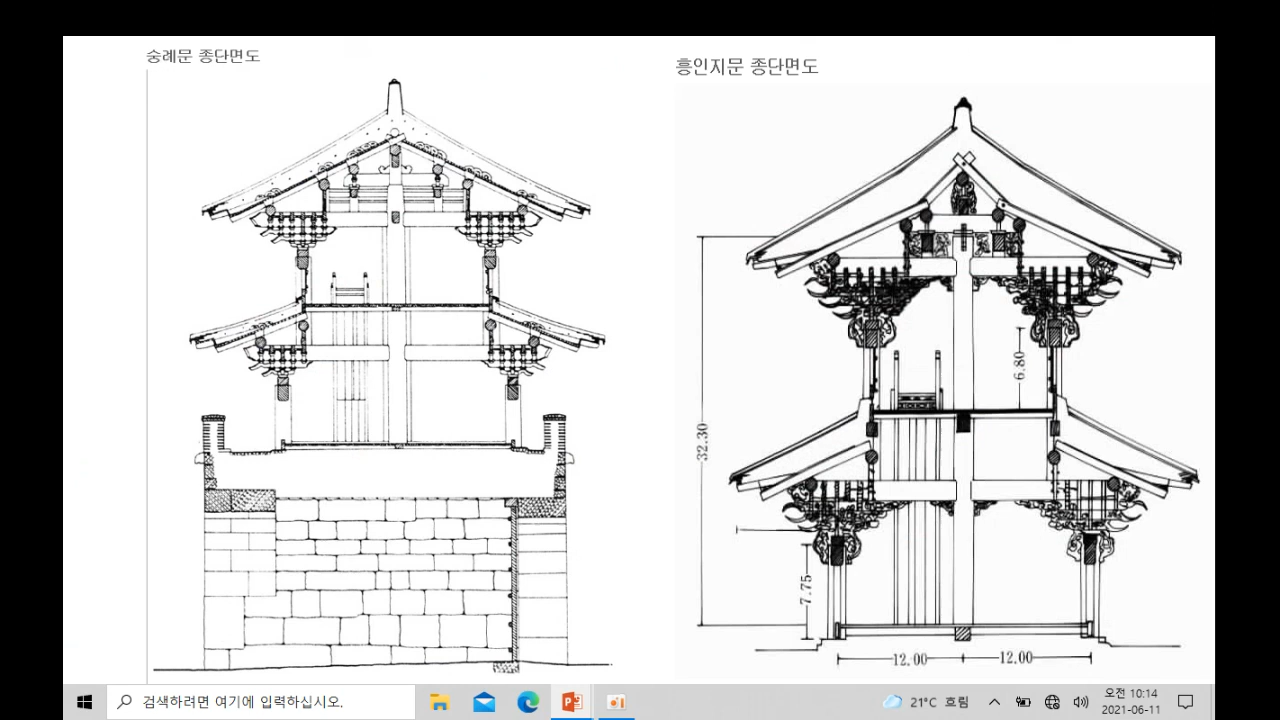 숭례문 종단면도
흥인지문 종단면도
32.30
6.80
7.75
12.00
12.00
검색하려면 여기에 입력하십시오.
21°C 흐림
오전 10:14
2021-06-11